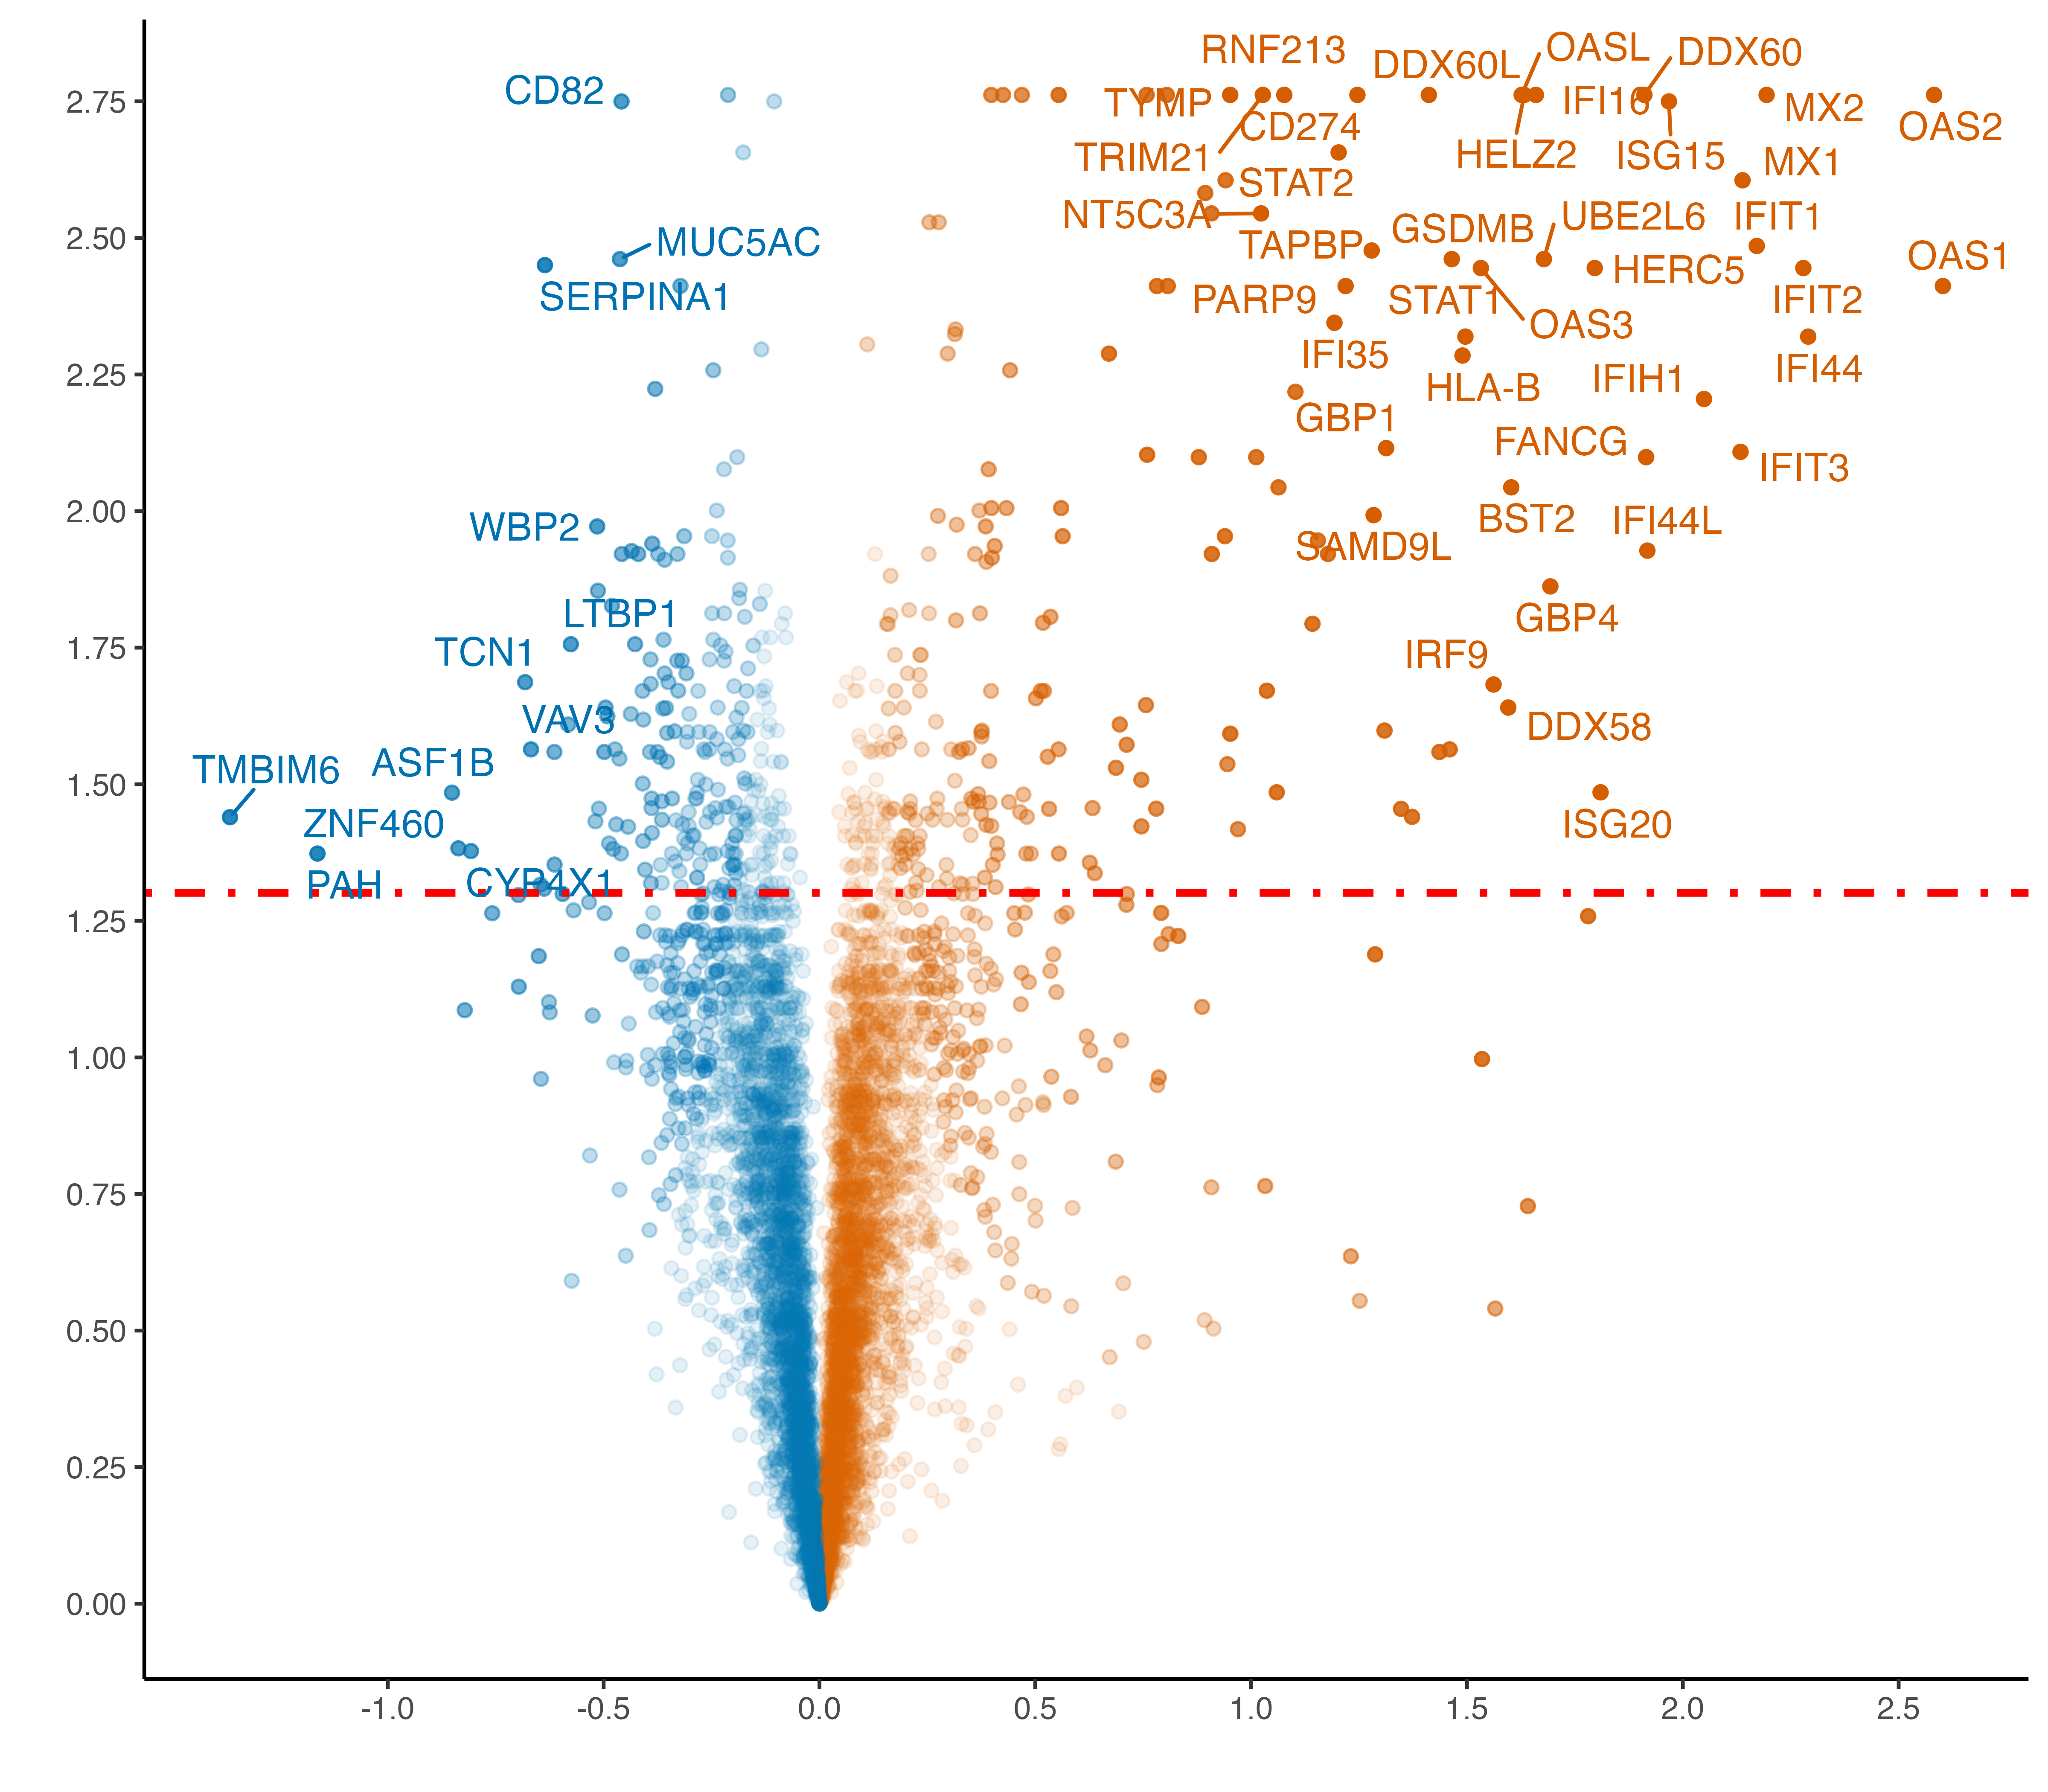 RNF213
OASL
DDX60
DDX60L
CD82
2.75
TYMP
IFI16
MX2
OAS2
CD274
TRIM21
HELZ2
ISG15
MX1
STAT2
NT5C3A
2.50
MUC5AC
TAPBP
GSDMB
UBE2L6
IFIT1
OAS1
HERC5
SERPINA1
PARP9
STAT1
IFIT2
OAS3
IFI35
2.25
HLA-B
IFIH1
IFI44
GBP1
FANCG
IFIT3
2.00
WBP2
BST2
IFI44L
SAMD9L
LTBP1
GBP4
1.75
TCN1
IRF9
VAV3
DDX58
TMBIM6
ASF1B
1.50
ZNF460
ISG20
PAH
CYP4X1
1.25
1.00
0.75
0.50
0.25
0.00
-1.0
-0.5
0.0
0.5
1.0
1.5
2.0
2.5